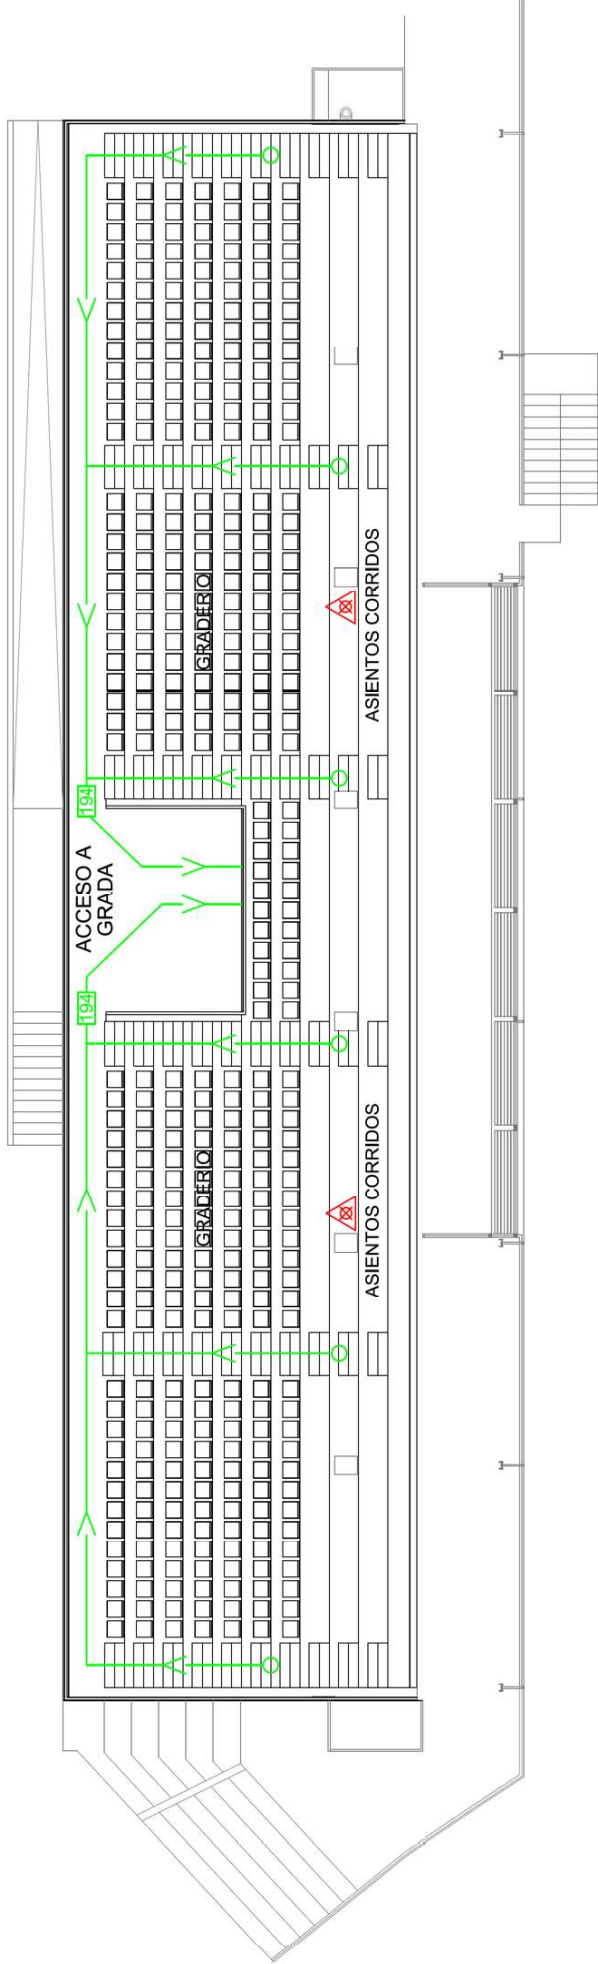 GRADERIO
ASIENTOS CORRIDOS
194
ACCESO A
GRADA
194
GRADERIO
ASIENTOS CORRIDOS